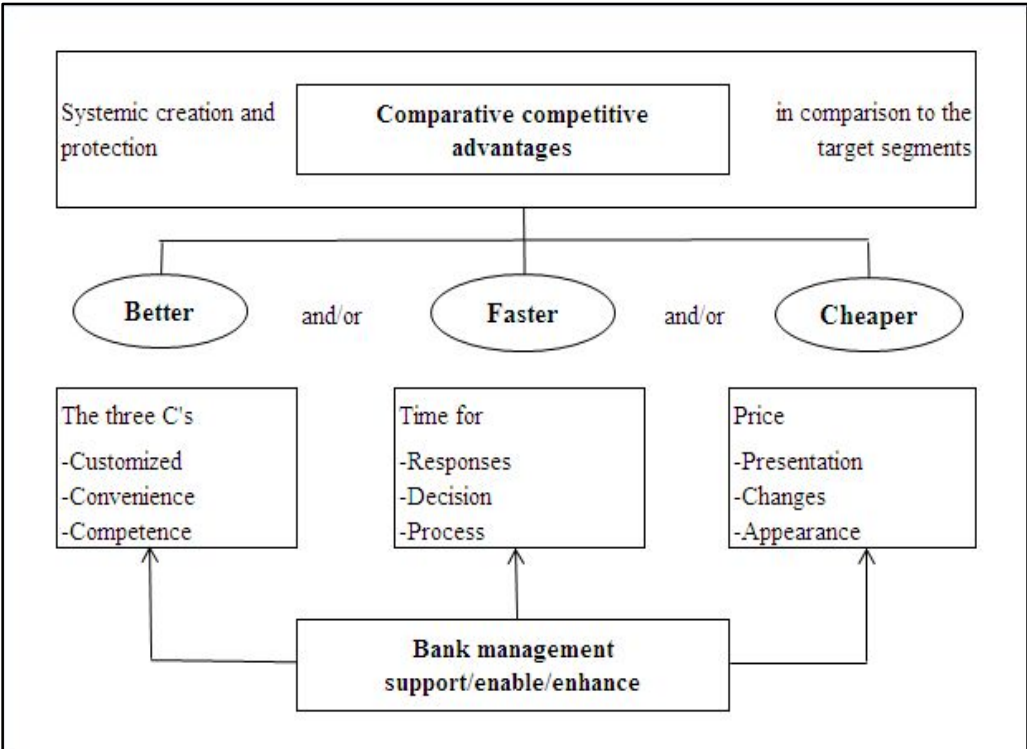 Systemic creation and
protection
Comparative competitive
advantages
in comparison to the
target segments
Better
and/or
Faster
and/or
Cheaper
The three C's
-Customized
-Convenience
-Competence
Time for
-Responses
-Decision
-Process
Price
-Presentation
-Changes
-Appearance
Bank management
support/enable/enhance